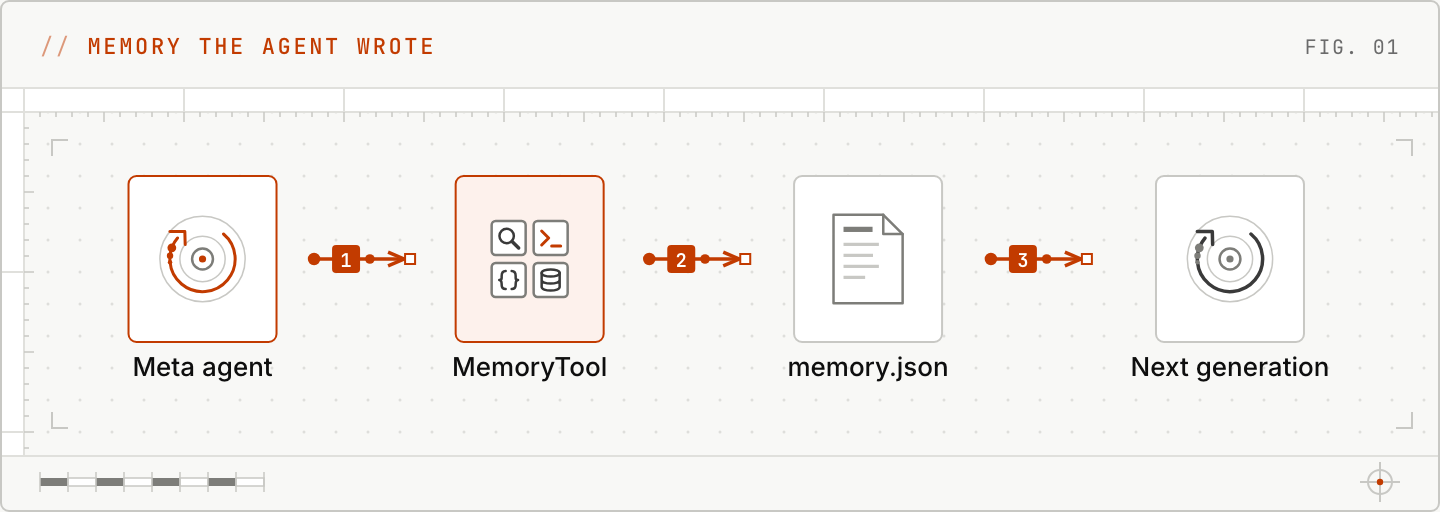 // MEMORY THE AGENT WROTE
FIG. 01
1
2
3
{}
Meta agent
MemoryTool
memory.json
Next generation